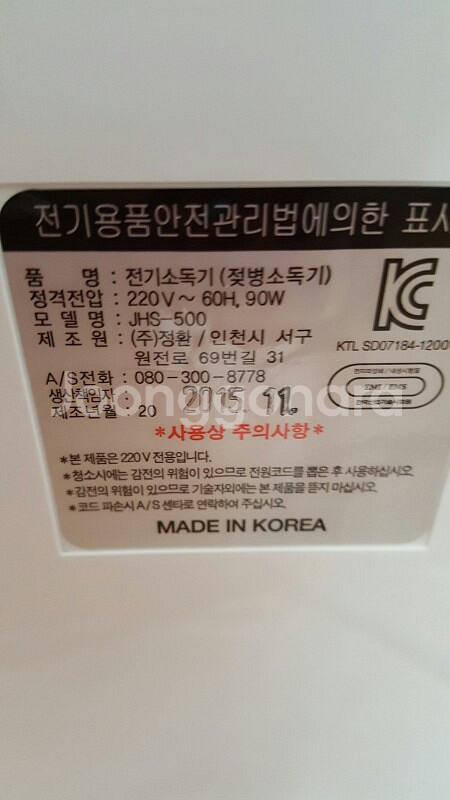 전기용품안전관리법에의한 표시
품 명 : 전기소독기 (젖병소독기)
정격전압 : 220V~ 60H, 90W
모 델 명 : JHS-500
제 조 원 : (주)정환 / 인천시 서구
원전로 69번길 31
A/S전화 : 080-300-8778
생산책임자
제조년월 : 20 2015. 11.
KC
KTL SD07184-1200
EMI / EMS
joonggonara
*사용상 주의사항*
*본 제품은 220V 전용입니다.
*청소시에는 감전의 위험이 있으므로 전원코드를 뽑은 후 사용하십시오.
*감전의 위험이 있으므로 기술자외에는 본 제품을 뜯지 마십시오.
*코드 파손시 A/S 센타로 연락하여 주십시오.
MADE IN KOREA